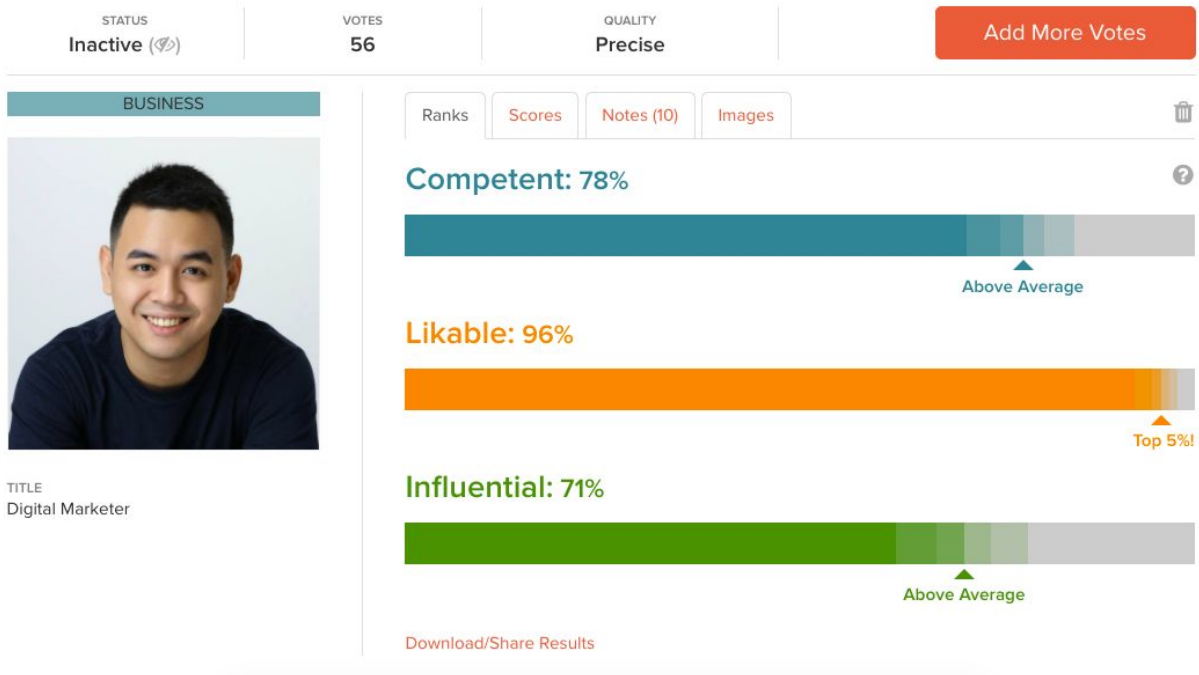 STATUS
Inactive
VOTES
56
QUALITY
Precise
Add More Votes
BUSINESS
TITLE
Digital Marketer
Ranks
Scores
Notes (10)
Images
Competent: 78%
?
Above Average
Likable: 96%
Top 5%!
Influential: 71%
Above Average
Download/Share Results